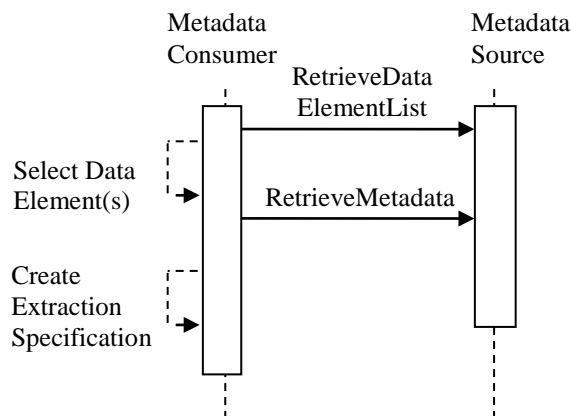 Metadata
Consumer
Metadata
Source
RetrieveData
ElementList
Select Data
Element(s)
RetrieveMetadata
Create
Extraction
Specification